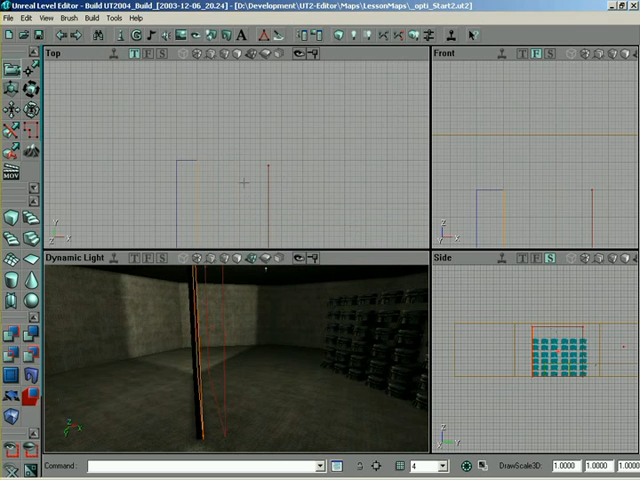 Unreal Level Editor - Build UT2004_Build_[2003-12-06_20.24] - [D:\Development\UT2-Editor\Maps\LessonMaps\_opti_Start2.ut2]
File Edit View Brush Build Tools Help
MOV
Top T F S
Front T F S
Y
Z X
Dynamic Light T F S
Side T F S
Command:
4
DrawScale3D: 1.0000 1.0000 1.000